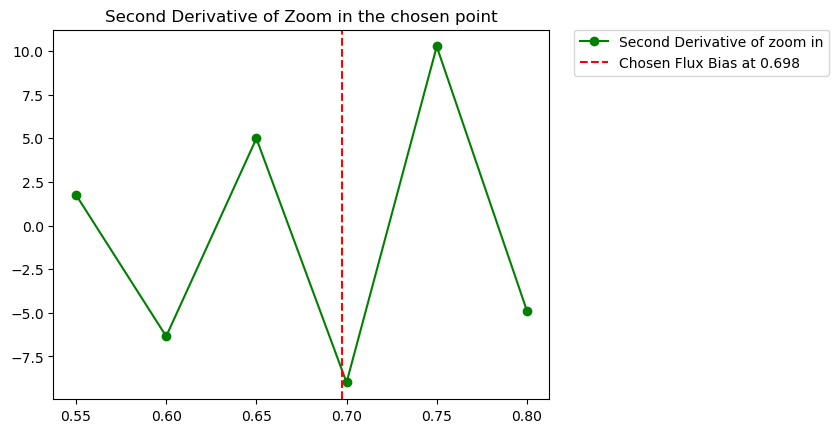 Second Derivative of Zoom in the chosen point
Second Derivative of zoom in
Chosen Flux Bias at 0.698
10.0
7.5
5.0
2.5
0.0
−2.5
−5.0
−7.5
0.55 0.60 0.65 0.70 0.75 0.80